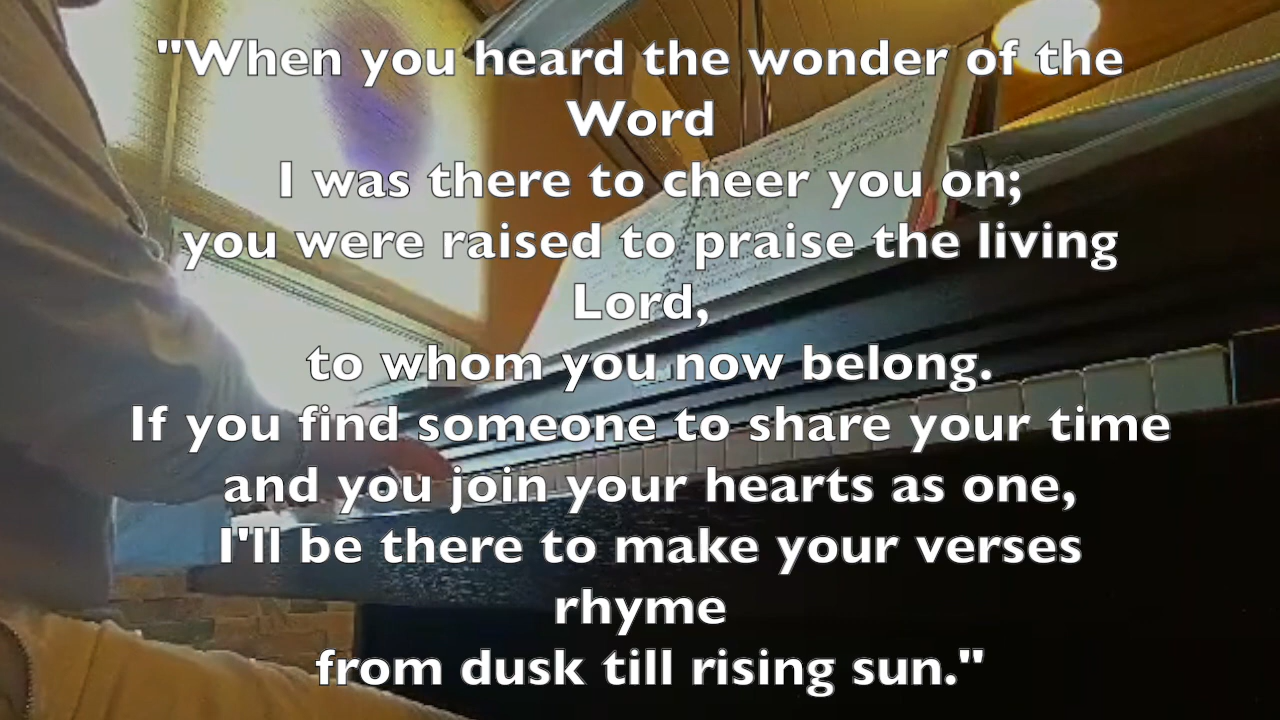 "When you heard the wonder of the
Word
I was there to cheer you on;
you were raised to praise the living
Lord,
to whom you now belong.
If you find someone to share your time
and you join your hearts as one,
I'll be there to make your verses
rhyme
from dusk till rising sun."